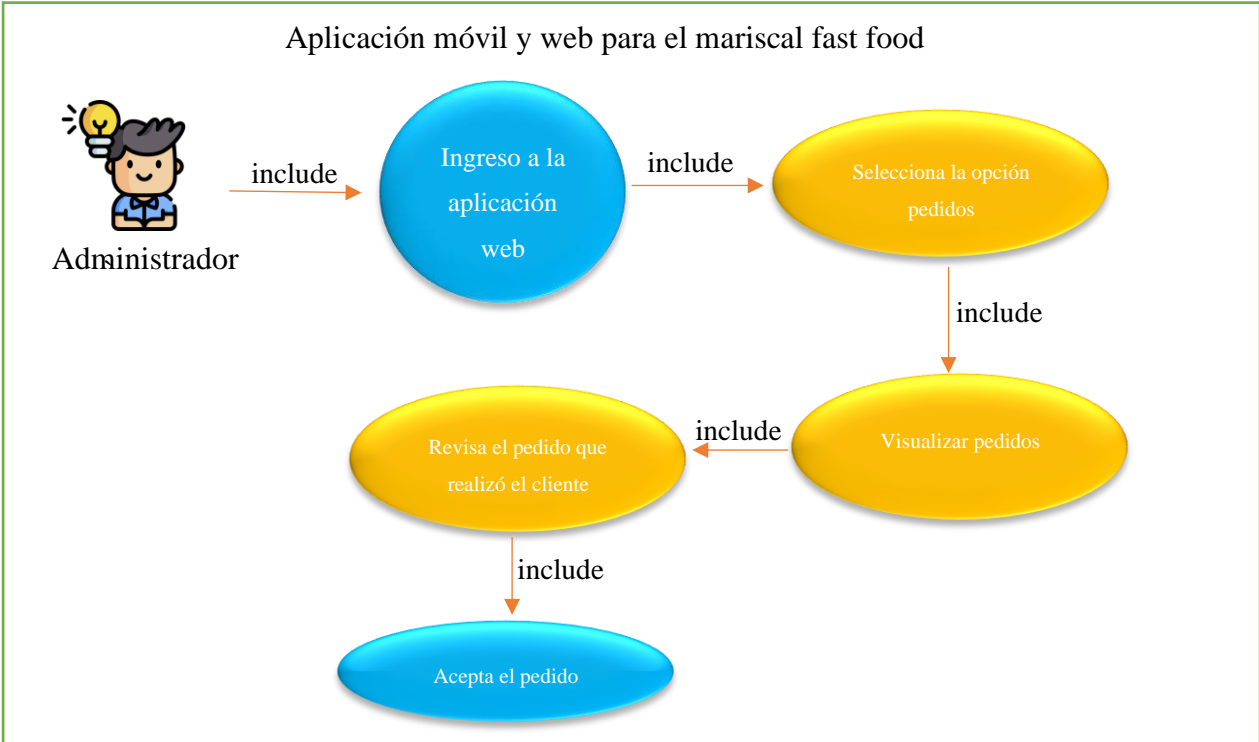 Aplicación móvil y web para el mariscal fast food
include
Administrador
Ingreso a la
aplicación
web
include
Selecciona la opción
pedidos
include
Visualizar pedidos
include
Revisa el pedido que
realizó el cliente
include
Acepta el pedido